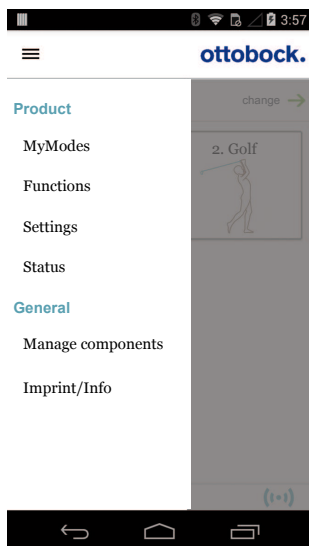 3:57
ottobock.
change
Product
MyModes
2. Golf
Functions
Settings
Status
General
Manage components
Imprint/Info